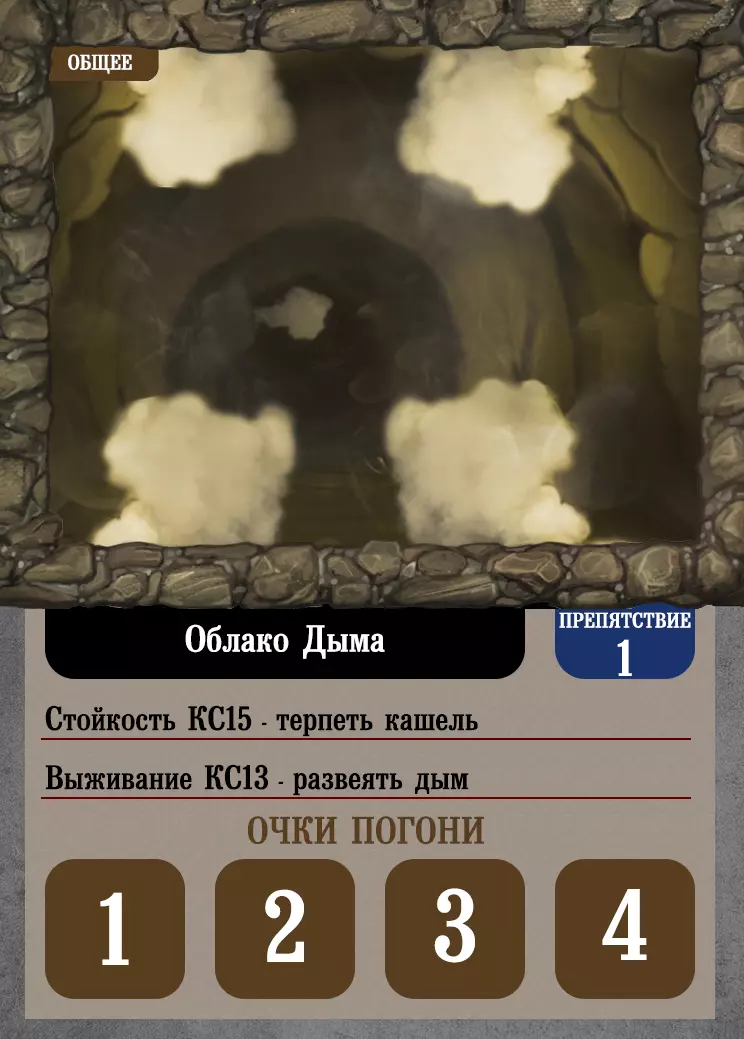 ОБЩЕЕ
Облако Дыма
ПРЕПЯТСТВИЕ
1
Стойкость КС15 - терпеть кашель
Выживание КС13 - развеять дым
ОЧКИ ПОГОНИ
1 2 3 4